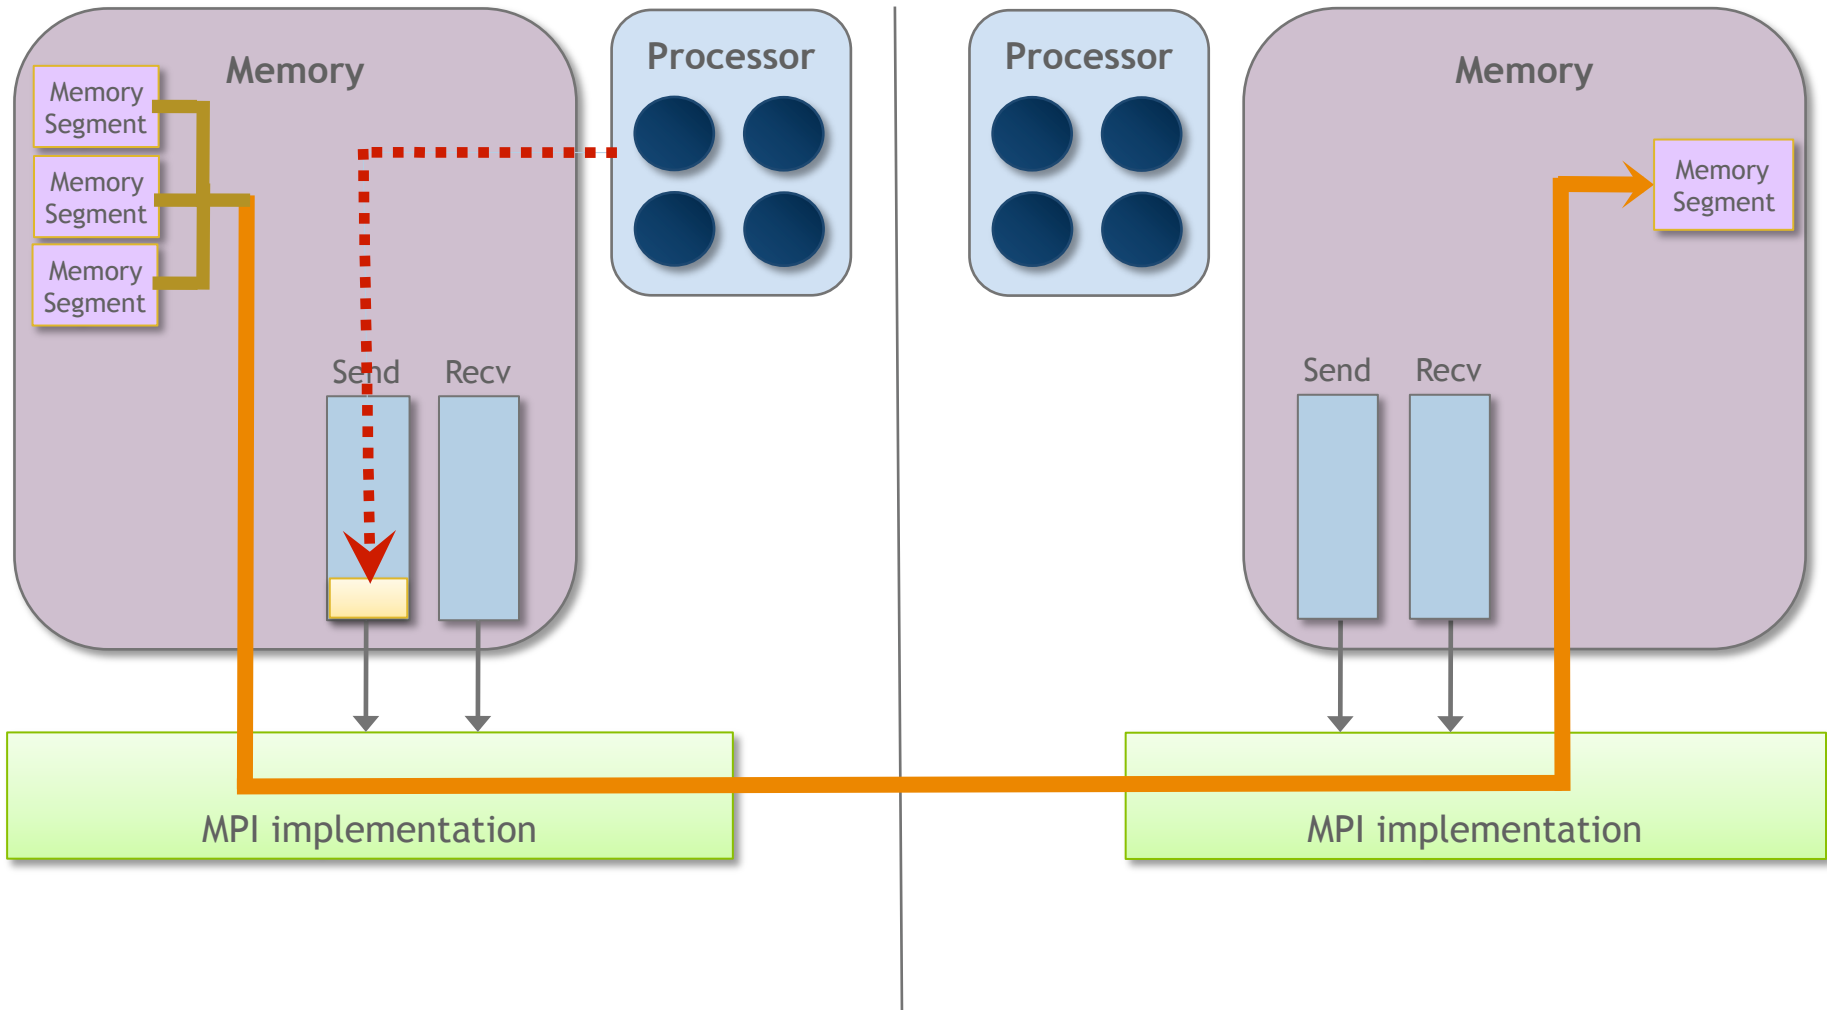 Memory
Processor
Processor
Memory
Memory
Segment
Memory
Segment
Memory
Segment
Memory
Segment
Send
Recv
Send
Recv
MPI implementation
MPI implementation